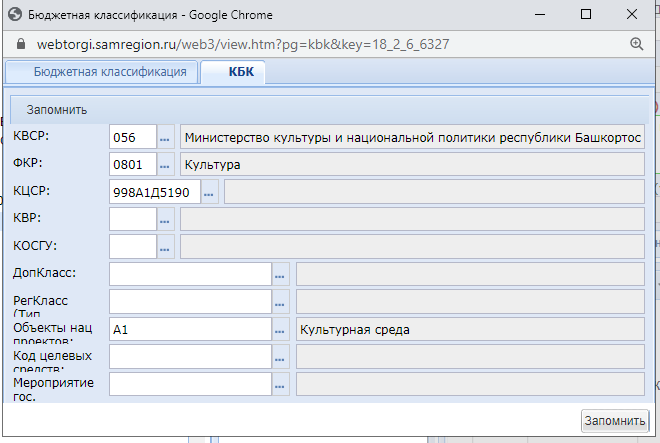 Бюджетная классификация - Google Chrome
webtorgi.samregion.ru/web3/view.htm?pg=kbk&key=18_2_6_6327
Бюджетная классификация КБК
Запомнить
КВСР: 056 ... Министерство культуры и национальной политики республики Башкортос
ФКР: 0801 ... Культура
КЦСР: 998А1Д5190 ...
КВР: ...
КОСГУ: ...
ДопКласс: ...
РегКласс ...
(Тип
Объекты нац А1 ... Культурная среда
проектов:
Код целевых ...
средств:
Мероприятие ...
гос.
Запомнить